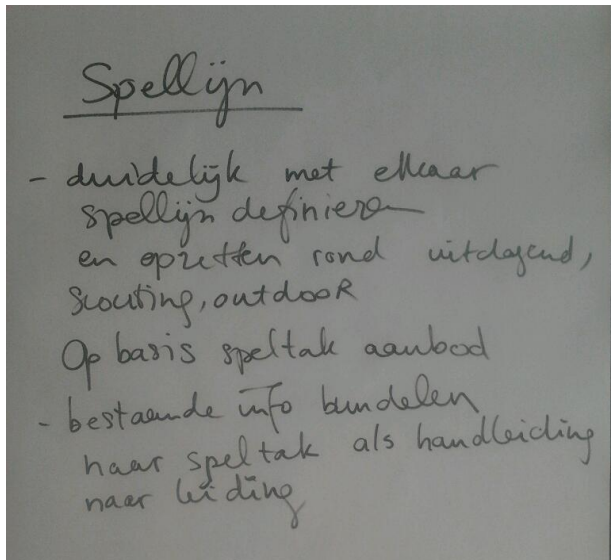 Spellijn
- duidelijk met elkaar
spellijn definieren
en opzetten rond uitdagend,
scouting, outdooR
Op basis speltak aanbod
- bestaande info bundelen
naar speltak als handleiding
naar leiding